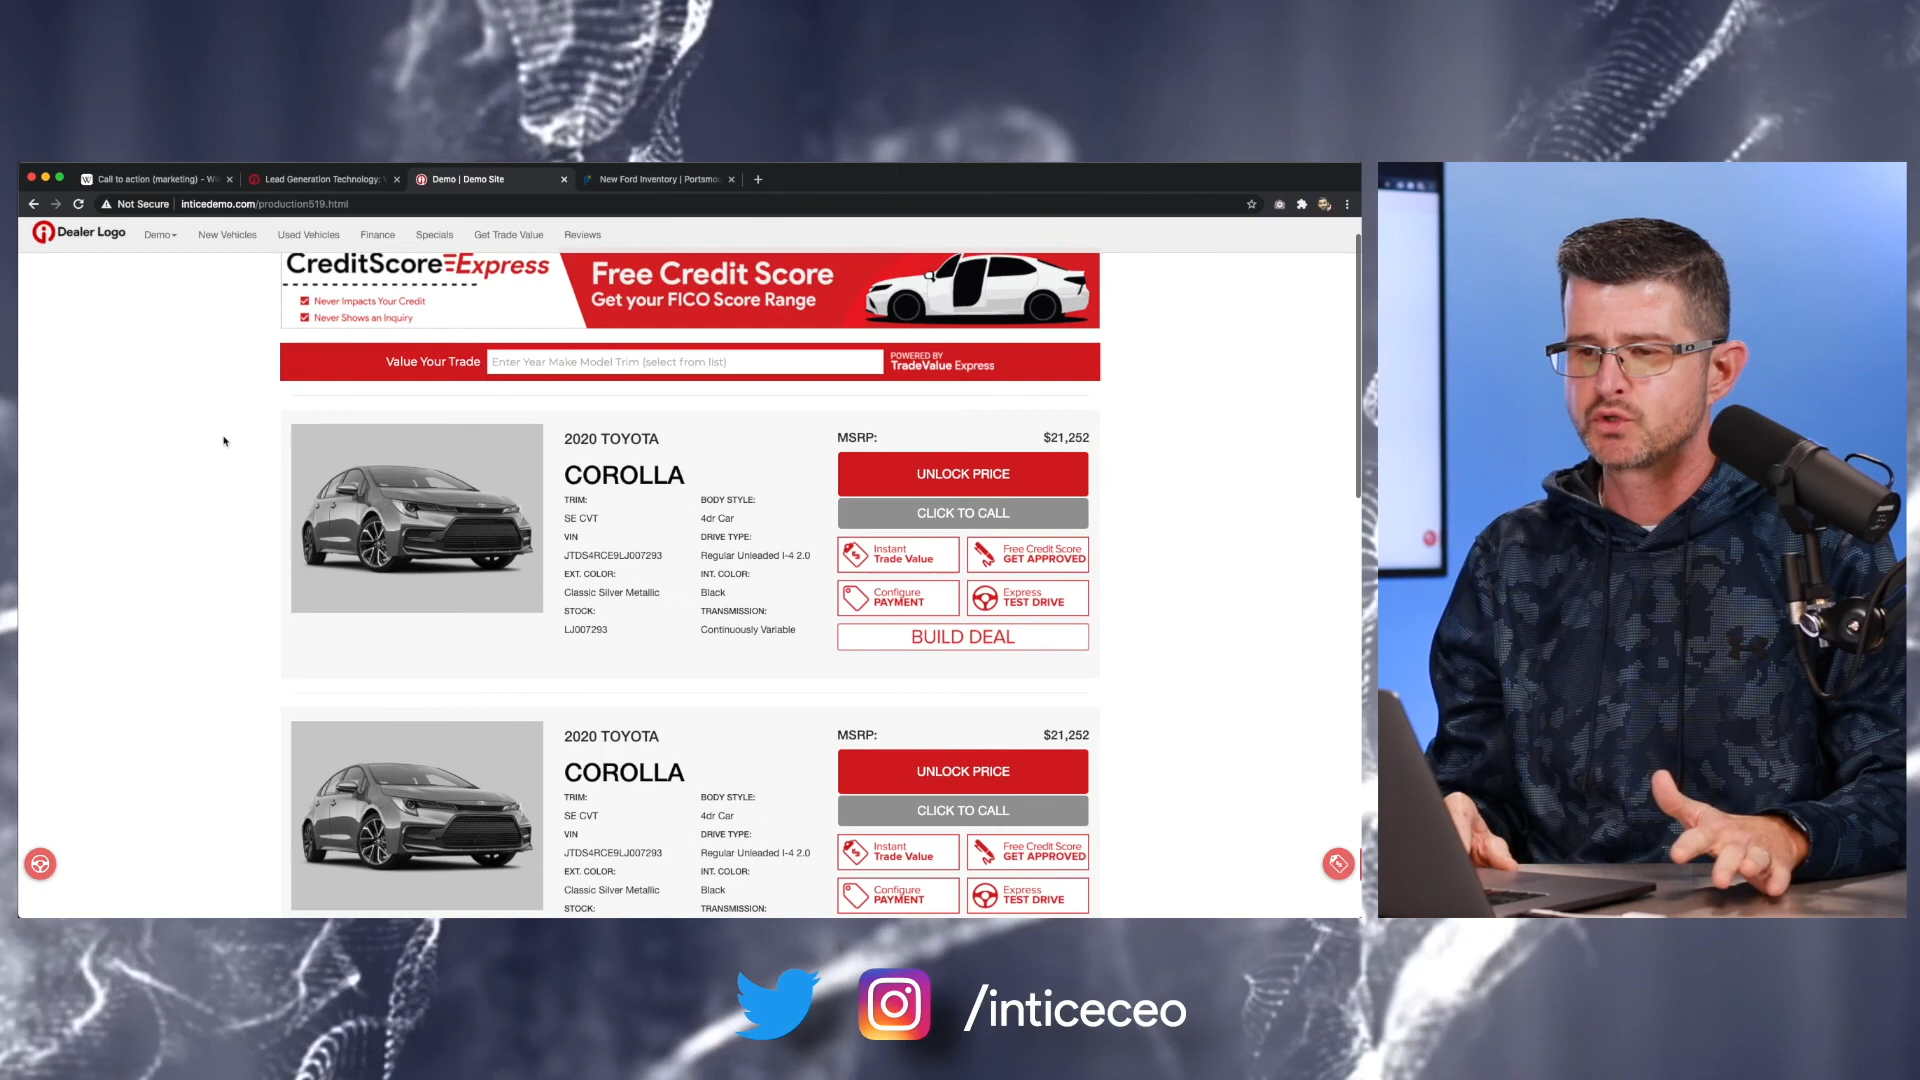 Call to action (marketing) - Wi
Lead Generation Technology: V
Demo | Demo Site
New Ford Inventory | Portsmou
Not Secure
inticedemo.com/production519.html
Dealer Logo
Demo
New Vehicles
Used Vehicles
Finance
Specials
Get Trade Value
Reviews
CreditScore Express
Never Impacts Your Credit
Never Shows an Inquiry
Free Credit Score
Get your FICO Score Range
Value Your Trade
Enter Year Make Model Trim (select from list)
POWERED BY
TradeValue Express
2020 TOYOTA
COROLLA
TRIM:
BODY STYLE:
SE CVT
4dr Car
VIN
DRIVE TYPE:
JTDS4RCE9LJ007293
Regular Unleaded I-4 2.0
EXT. COLOR:
INT. COLOR:
Classic Silver Metallic
Black
STOCK:
TRANSMISSION:
LJ007293
Continuously Variable
MSRP:
$21,252
UNLOCK PRICE
CLICK TO CALL
Instant
Trade Value
Free Credit Score
GET APPROVED
Configure
PAYMENT
Express
TEST DRIVE
BUILD DEAL
2020 TOYOTA
COROLLA
TRIM:
BODY STYLE:
SE CVT
4dr Car
VIN
DRIVE TYPE:
JTDS4RCE9LJ007293
Regular Unleaded I-4 2.0
EXT. COLOR:
INT. COLOR:
Classic Silver Metallic
Black
STOCK:
TRANSMISSION:
MSRP:
$21,252
UNLOCK PRICE
CLICK TO CALL
Instant
Trade Value
Free Credit Score
GET APPROVED
Configure
PAYMENT
Express
TEST DRIVE
/inticeceo